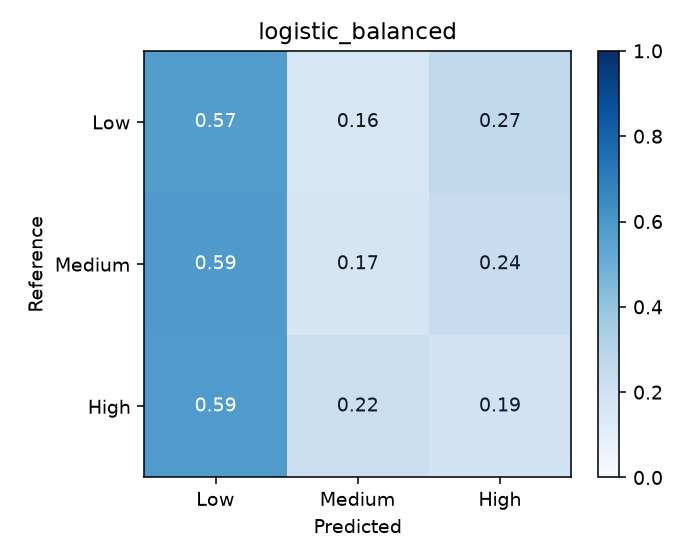 logistic_balanced
Reference
Low 0.57 0.16 0.27
Medium 0.59 0.17 0.24
High 0.59 0.22 0.19
Low Medium High
Predicted
1.0
0.8
0.6
0.4
0.2
0.0